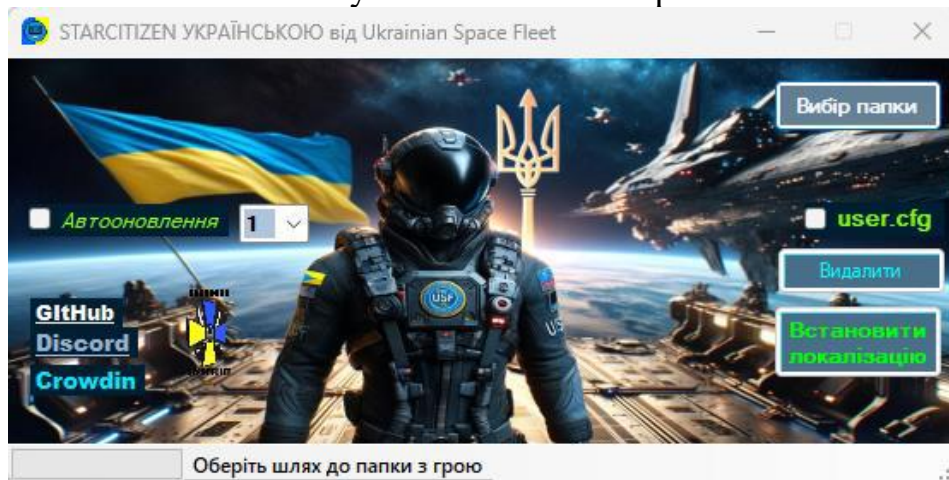 STARCITIZEN УКРАЇНСЬКОЮ від Ukrainian Space Fleet
Вибір папки
Автооновлення
1
user.cfg
Видалити
GItHub
Discord
Crowdin
USF
Встановити
локалізацію
Оберіть шлях до папки з грою